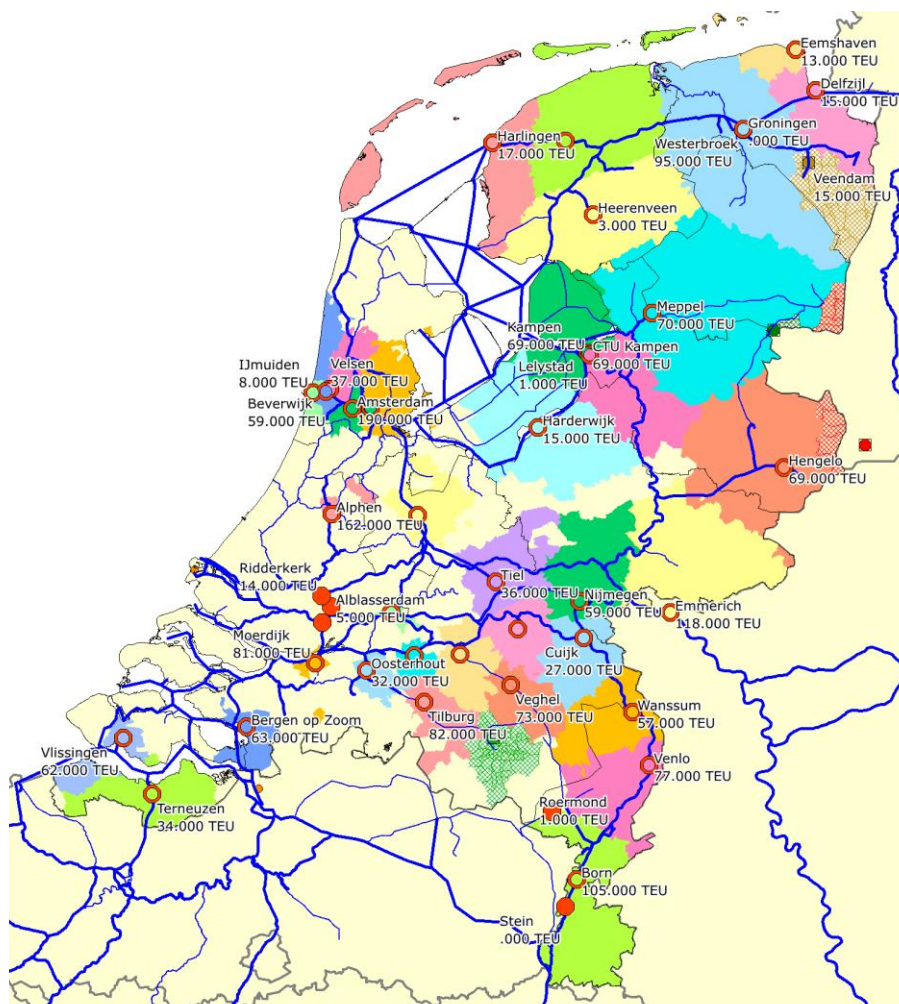 Eemshaven
13.000 TEU
Delfzijl
15.000 TEU
Groningen
.000 TEU
Harlingen
17.000 TEU
Westerbroek
95.000 TEU
Veendam
15.000 TEU
Heerenveen
3.000 TEU
Meppel
70.000 TEU
Kampen
69.000 TEU
CTU Kampen
69.000 TEU
Lelystad
1.000 TEU
IJmuiden
8.000 TEU
Velsen
37.000 TEU
Beverwijk
59.000 TEU
Amsterdam
190.000 TEU
Harderwijk
15.000 TEU
Hengelo
69.000 TEU
Alphen
162.000 TEU
Ridderkerk
14.000 TEU
Tiel
36.000 TEU
Alblasserdam
5.000 TEU
Nijmegen
59.000 TEU
Emmerich
118.000 TEU
Moerdijk
81.000 TEU
Cuijk
27.000 TEU
Oosterhout
32.000 TEU
Veghel
73.000 TEU
Tilburg
82.000 TEU
Wanssum
57.000 TEU
Bergen op Zoom
63.000 TEU
Vlissingen
62.000 TEU
Venlo
77.000 TEU
Terneuzen
34.000 TEU
Roermond
1.000 TEU
Born
105.000 TEU
Stein
.000 TEU